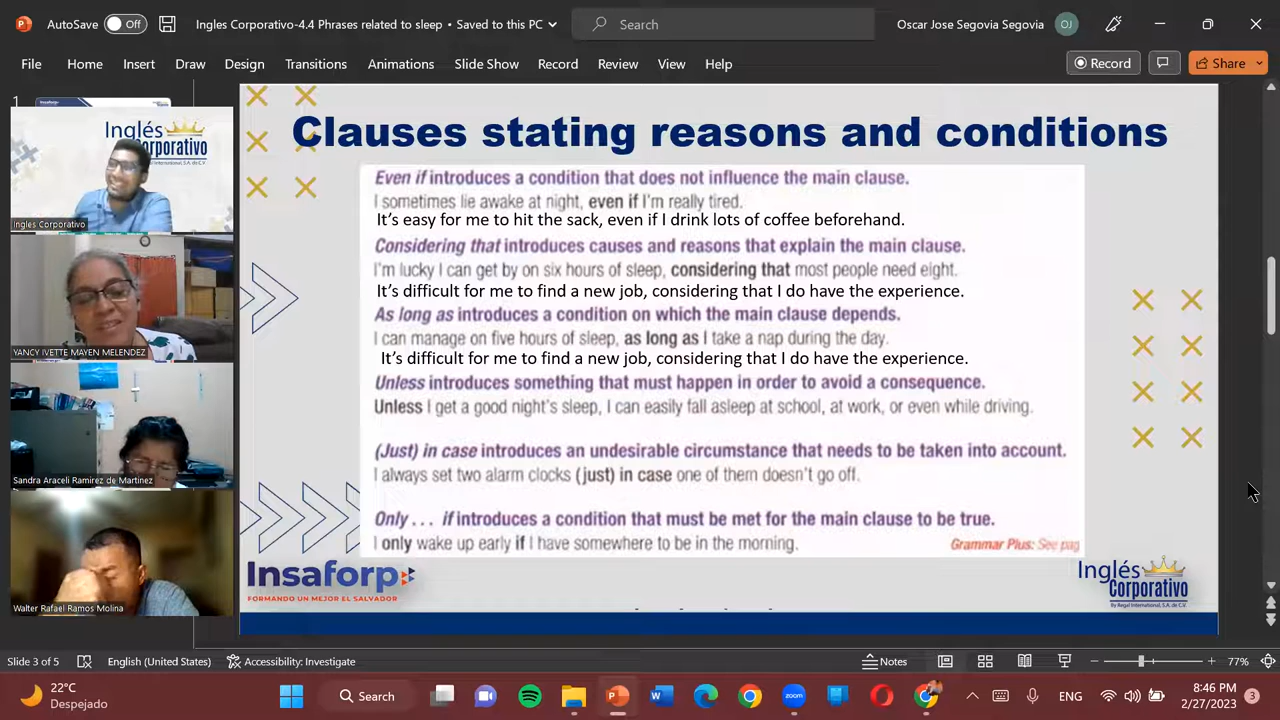 AutoSave Off Ingles Corporativo-4.4 Phrases related to sleep • Saved to this PC Search Oscar Jose Segovia Segovia OJ
File Home Insert Draw Design Transitions Animations Slide Show Record Review View Help Record Share
1
Clauses stating reasons and conditions
Even if introduces a condition that does not influence the main clause.
I sometimes lie awake at night, even if I'm really tired.
It's easy for me to hit the sack, even if I drink lots of coffee beforehand.
Considering that introduces causes and reasons that explain the main clause.
I'm lucky I can get by on six hours of sleep, considering that most people need eight.
It's difficult for me to find a new job, considering that I do have the experience.
As long as introduces a condition on which the main clause depends.
I can manage on five hours of sleep, as long as I take a nap during the day.
It's difficult for me to find a new job, considering that I do have the experience.
Unless introduces something that must happen in order to avoid a consequence.
Unless I get a good night's sleep, I can easily fall asleep at school, at work, or even while driving.
(Just) in case introduces an undesirable circumstance that needs to be taken into account.
I always set two alarm clocks (just) in case one of them doesn't go off.
Only . . . if introduces a condition that must be met for the main clause to be true.
I only wake up early if I have somewhere to be in the morning.
Grammar Plus: See pag
Insaforp
FORMANDO UN MEJOR EL SALVADOR
Inglés
Corporativo
By Regal International, S.A. de C.V.
Inglés
Corporativo
Ingles Corporativo
YANCY IVETTE MAYEN MELENDEZ
Sandra Araceli Ramirez de Martinez
Walter Rafael Ramos Molina
Slide 3 of 5 English (United States) Accessibility: Investigate Notes 77%
22°C
Despejado
Search
ENG
8:46 PM
2/27/2023
3